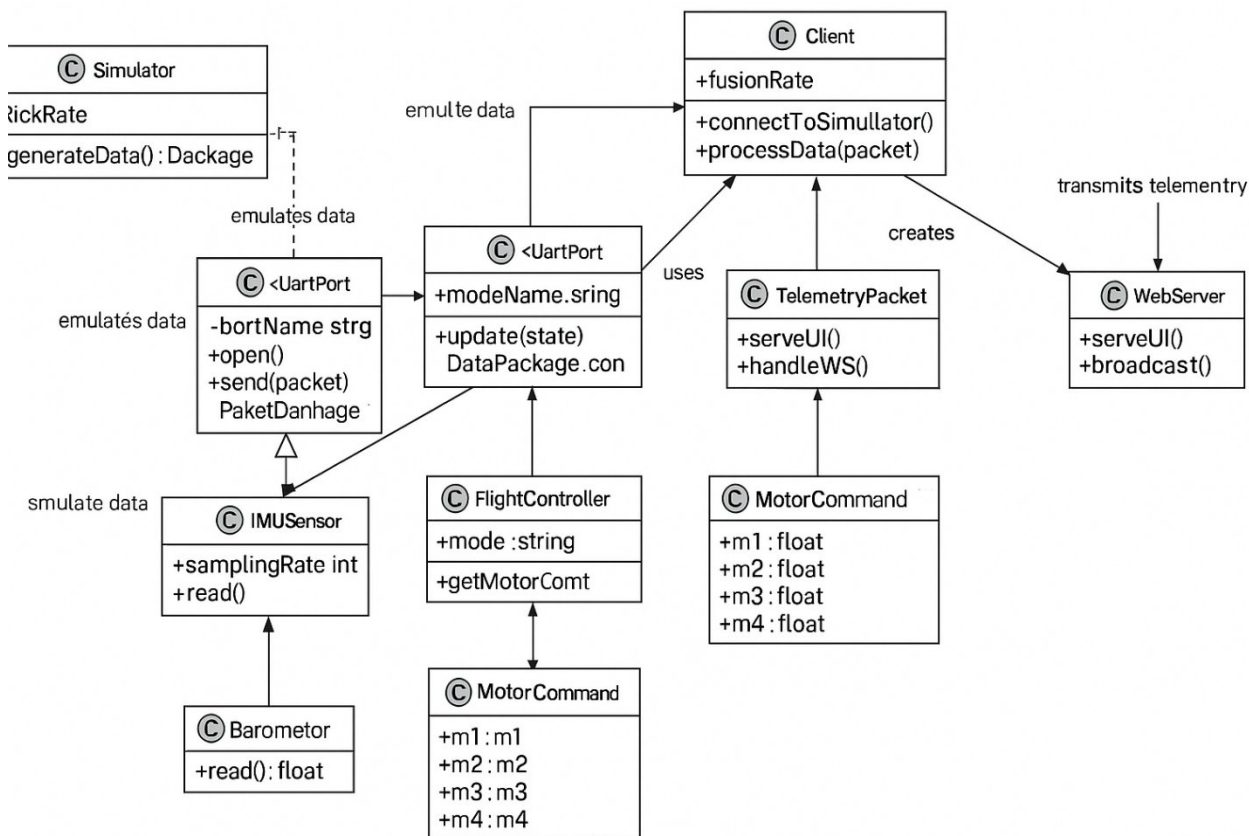 C Simulator
RickRate
generateData() : Dackage
emulates data
C Client
+fusionRate
+connectToSimullator()
+processData(packet)
emulte data
transmits telementry
creates
uses
C <UartPort
-bortName strg
+open()
+send(packet)
PaketDanhage
emulatés data
C <UartPort
+modeName.sring
+update(state)
DataPackage.con
C TelemetryPacket
+serveUI()
+handleWS()
C WebServer
+serveUI()
+broadcast()
smulate data
C IMUSensor
+samplingRate int
+read()
C FlightController
+mode :string
+getMotorComt
C MotorCommand
+m1 : float
+m2 : float
+m3 : float
+m4 : float
C Barometor
+read() : float
C MotorCommand
+m1 : m1
+m2 : m2
+m3 : m3
+m4 : m4